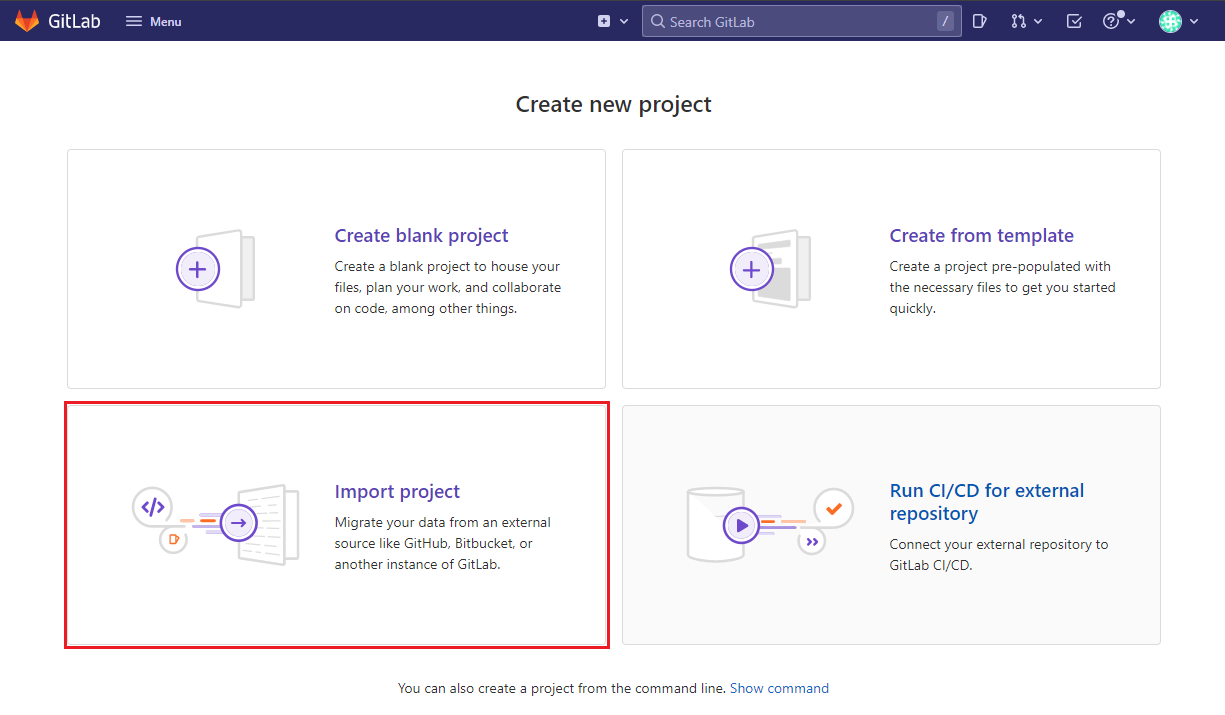 GitLab
Menu
Search GitLab
/
Create new project
Create blank project
Create a blank project to house your
files, plan your work, and collaborate
on code, among other things.
Create from template
Create a project pre-populated with
the necessary files to get you started
quickly.
Import project
Migrate your data from an external
source like GitHub, Bitbucket, or
another instance of GitLab.
Run CI/CD for external
repository
Connect your external repository to
GitLab CI/CD.
You can also create a project from the command line. Show command